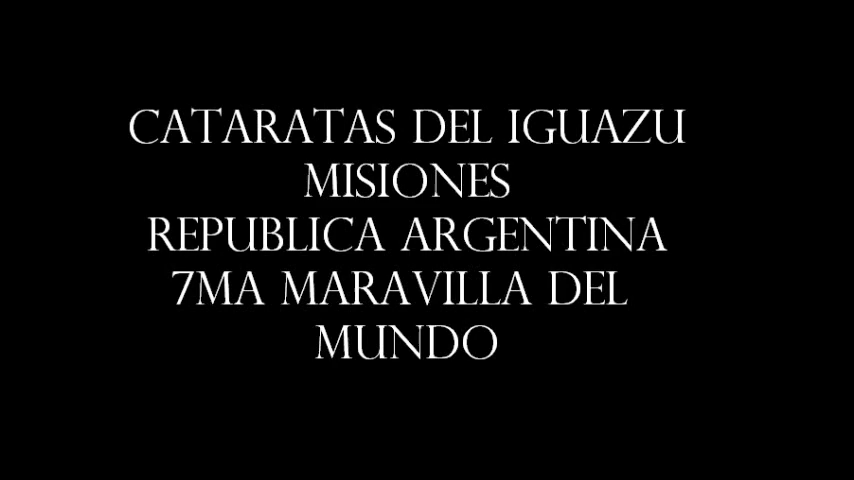 CATARATAS DEL IGUAZU
MISIONES
REPUBLICA ARGENTINA
7MA MARAVILLA DEL
MUNDO